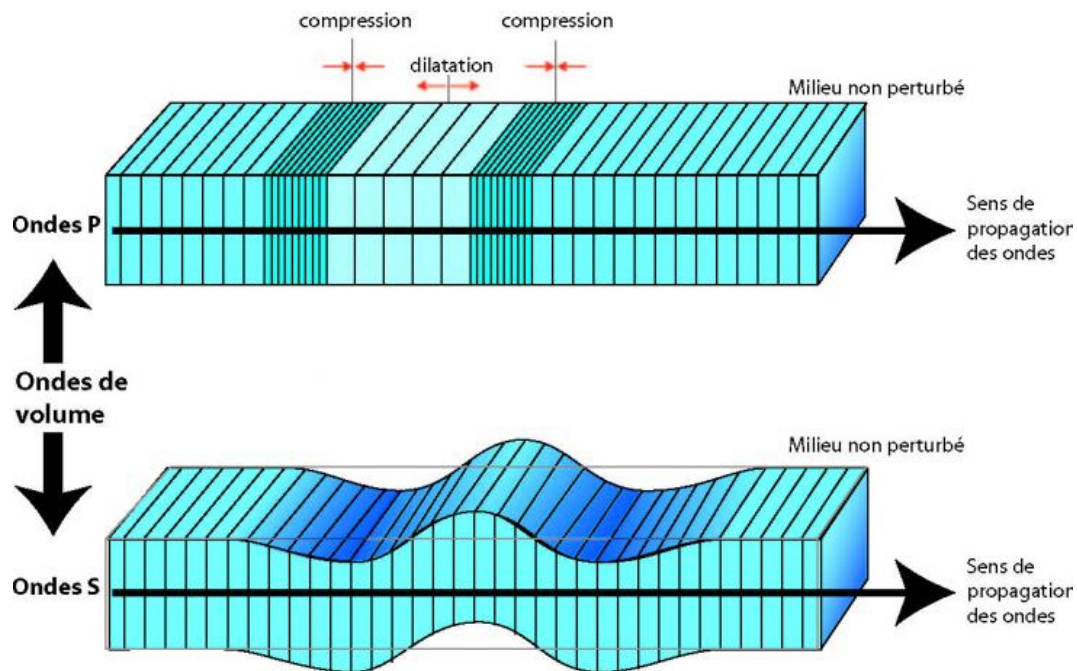 compression
compression
dilatation
Milieu non perturbé
Ondes P
Sens de
propagation
des ondes
Ondes de
volume
Milieu non perturbé
Ondes S
Sens de
propagation
des ondes